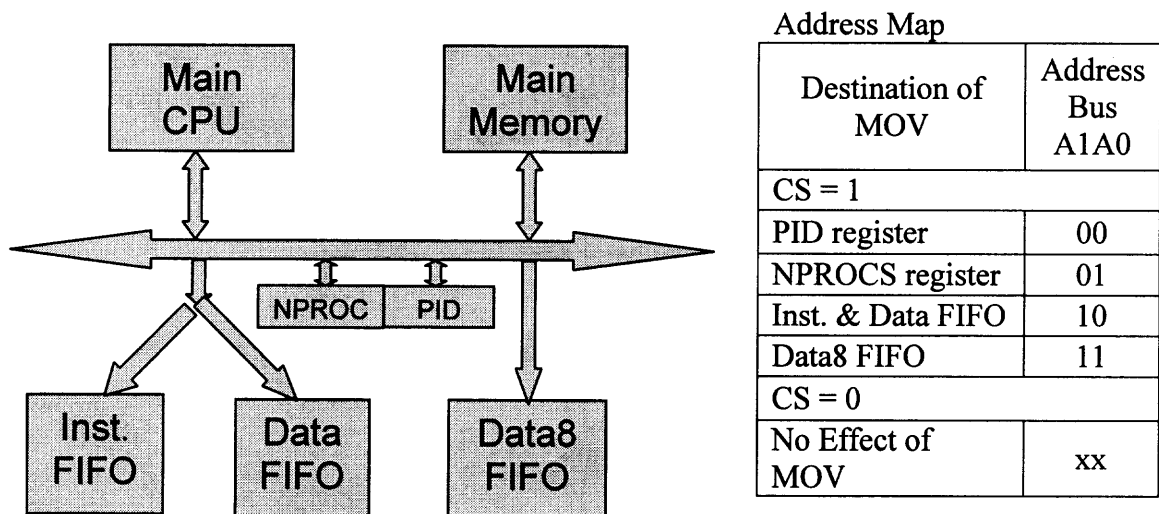 Main
CPU
Main
Memory
NPROC
PID
Inst.
FIFO
Data
FIFO
Data8
FIFO
Address Map
Destination of
MOV
Address
Bus
A1A0
CS = 1
PID register 00
NPROCS register 01
Inst. & Data FIFO 10
Data8 FIFO 11
CS = 0
No Effect of
MOV
xx